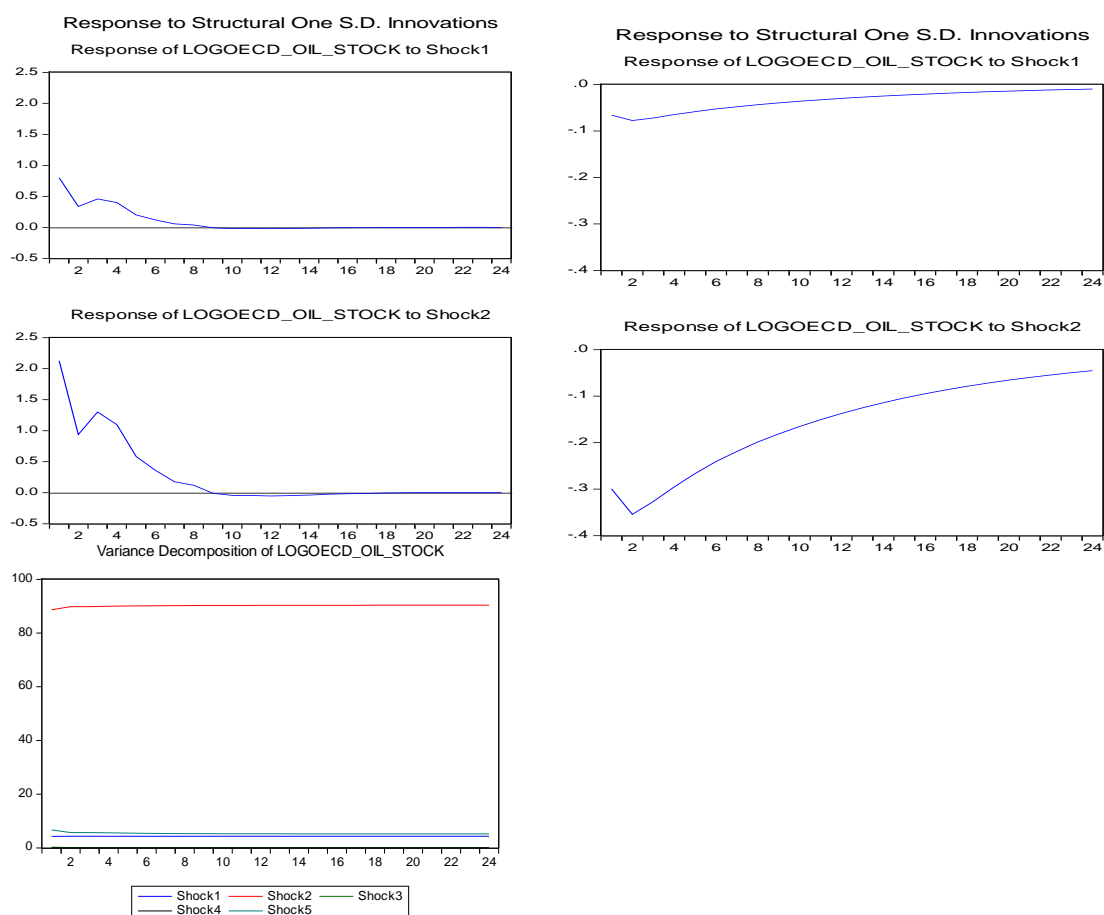 Response to Structural One S.D. Innovations
Response of LOGOECD_OIL_STOCK to Shock1
2.5
2.0
1.5
1.0
0.5
0.0
-0.5
2 4 6 8 10 12 14 16 18 20 22 24
Response of LOGOECD_OIL_STOCK to Shock2
2.5
2.0
1.5
1.0
0.5
0.0
-0.5
2 4 6 8 10 12 14 16 18 20 22 24
Variance Decomposition of LOGOECD_OIL_STOCK
100
80
60
40
20
0
2 4 6 8 10 12 14 16 18 20 22 24
Shock1 Shock2 Shock3
Shock4 Shock5
Response to Structural One S.D. Innovations
Response of LOGOECD_OIL_STOCK to Shock1
.0
-.1
-.2
-.3
-.4
2 4 6 8 10 12 14 16 18 20 22 24
Response of LOGOECD_OIL_STOCK to Shock2
.0
-.1
-.2
-.3
-.4
2 4 6 8 10 12 14 16 18 20 22 24